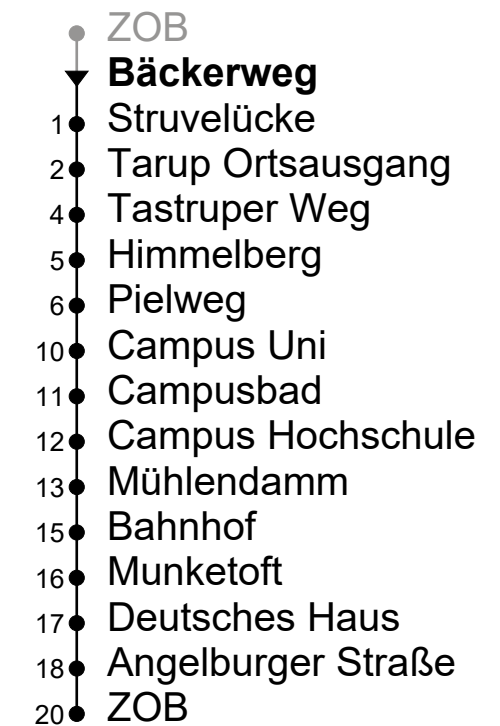 ZOB
Bäckerweg
1 Struvelücke
2 Tarup Ortsausgang
4 Tastruper Weg
5 Himmelberg
6 Pielweg
10 Campus Uni
11 Campusbad
12 Campus Hochschule
13 Mühlendamm
15 Bahnhof
16 Munketoft
17 Deutsches Haus
18 Angelburger Straße
20 ZOB